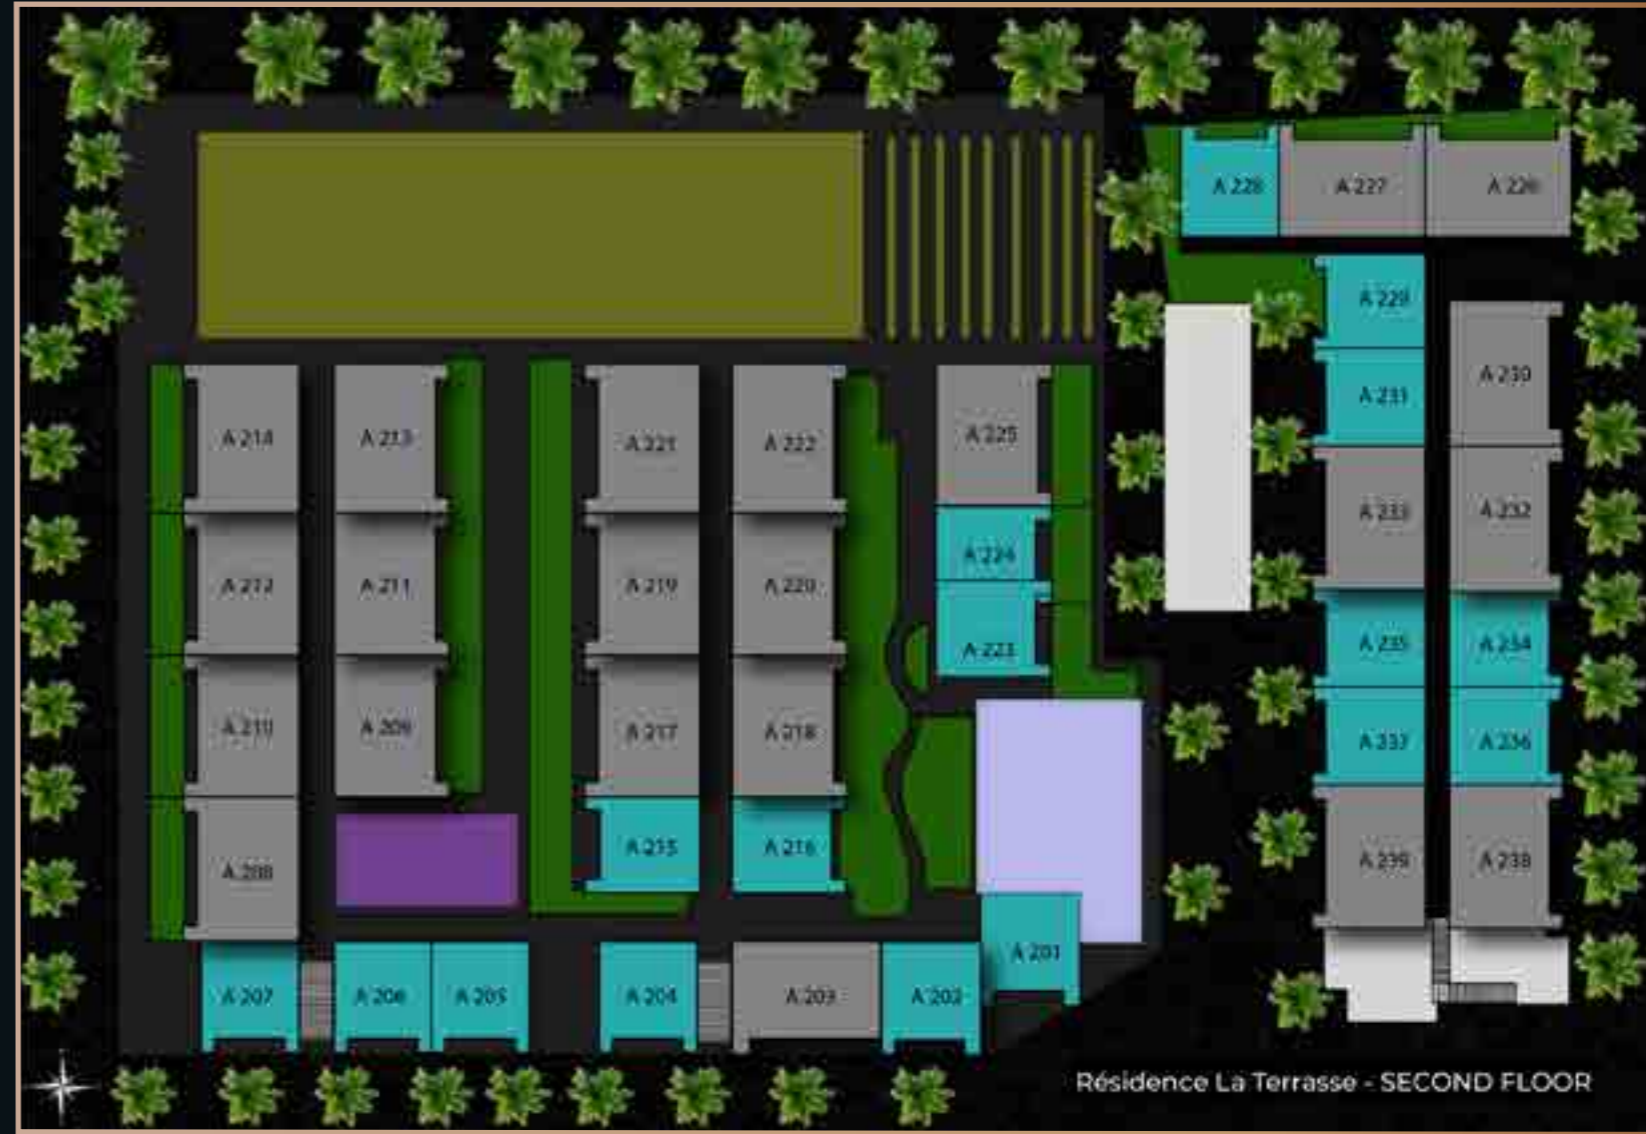 A 228 A 227 A 226
A 229
A 230
A 231
A 214 A 213 A 221 A 222 A 225
A 233 A 232
A 224
A 212 A 211 A 219 A 220
A 223
A 235 A 234
A 210 A 209 A 217 A 218
A 237 A 236
A 215 A 216
A 208
A 239 A 238
A 201
A 207 A 206 A 205 A 204 A 203 A 202
Résidence La Terrasse - SECOND FLOOR